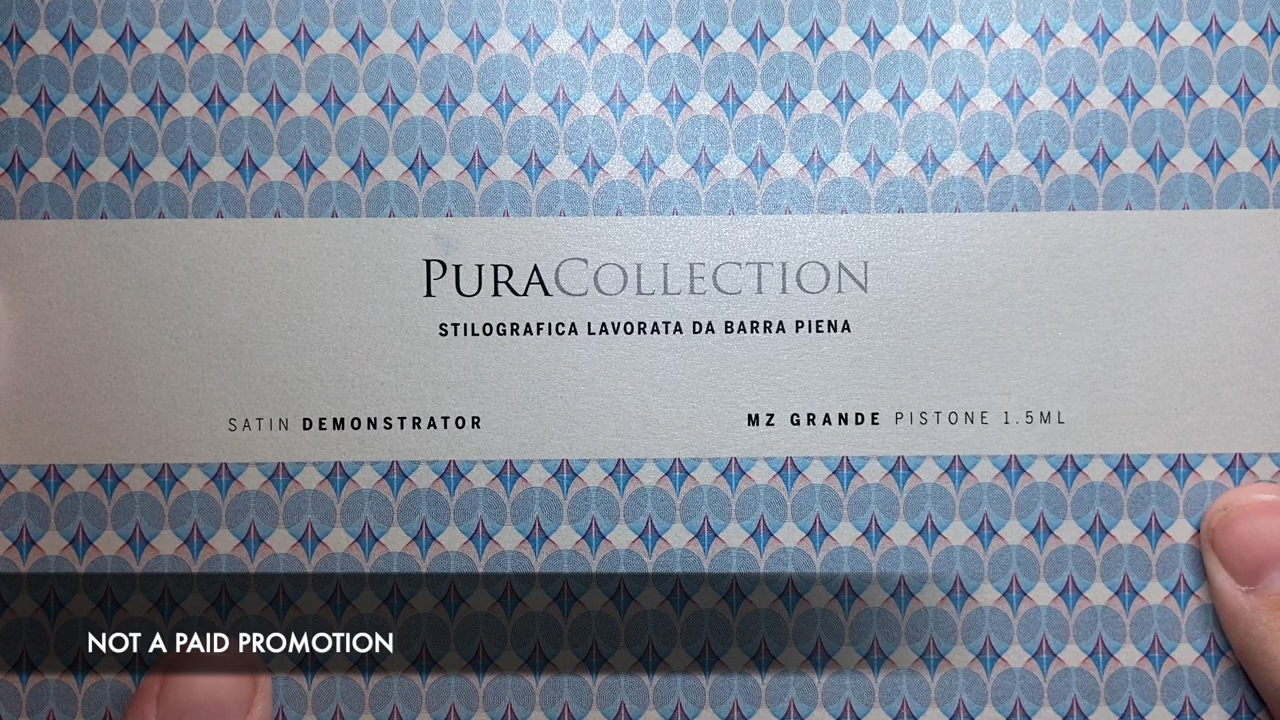 PURACOLLECTION
STILOGRAFICA LAVORATA DA BARRA PIENA
SATIN DEMONSTRATOR
MZ GRANDE PISTONE 1.5ML
NOT A PAID PROMOTION